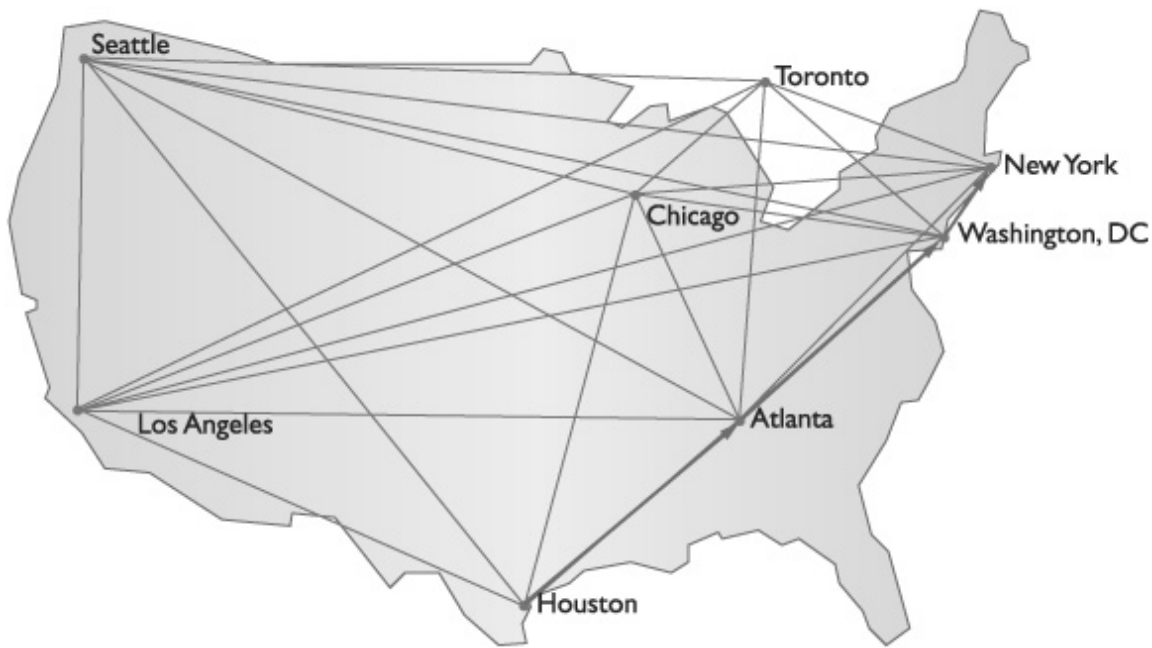 Seattle
Toronto
New York
Chicago
Washington, DC
Los Angeles
Atlanta
Houston